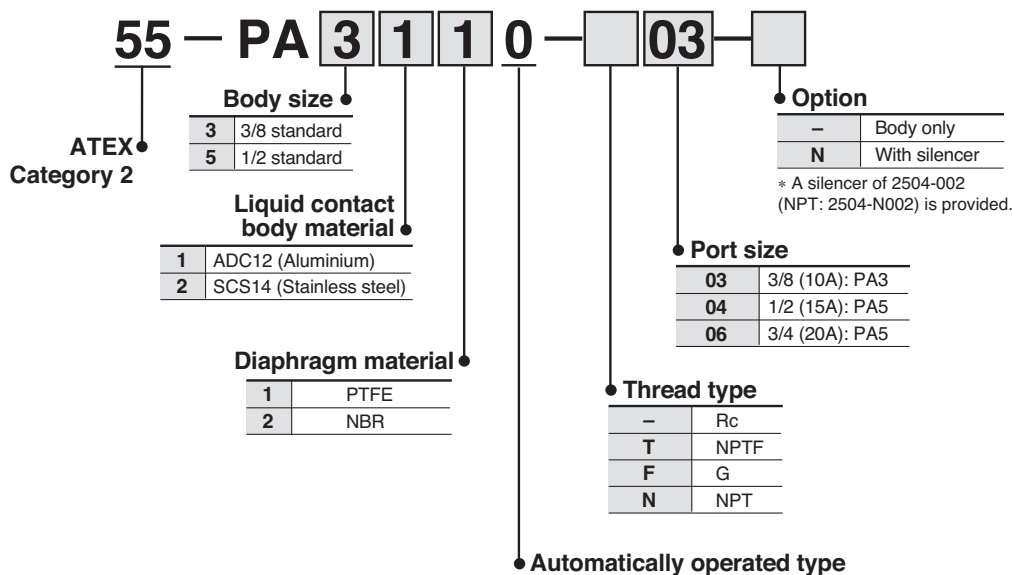 55 — PA 3 1 1 0 — 03 —
ATEX
Category 2
Body size
3 3/8 standard
5 1/2 standard
Liquid contact
body material
1 ADC12 (Aluminium)
2 SCS14 (Stainless steel)
Diaphragm material
1 PTFE
2 NBR
Option
– Body only
N With silencer
* A silencer of 2504-002
(NPT: 2504-N002) is provided.
Port size
03 3/8 (10A): PA3
04 1/2 (15A): PA5
06 3/4 (20A): PA5
Thread type
– Rc
T NPTF
F G
N NPT
Automatically operated type